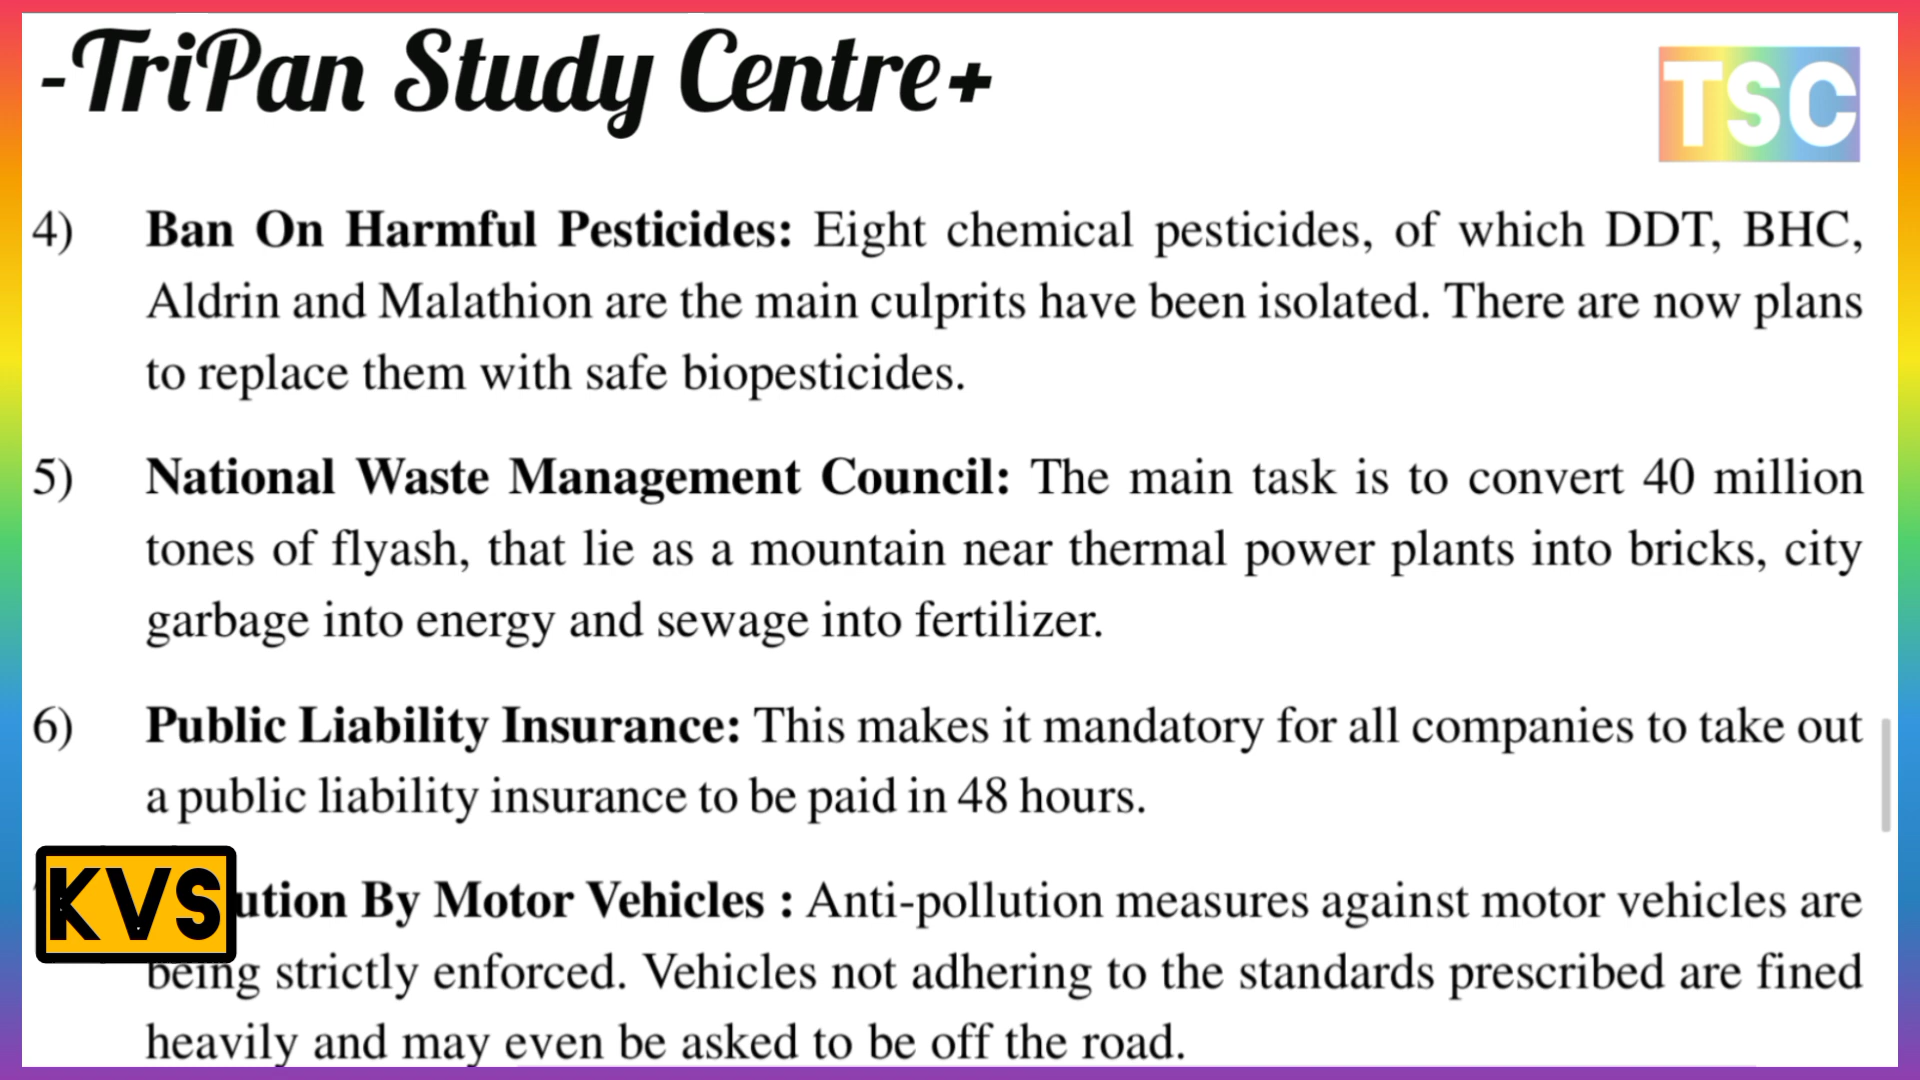 -TriPan Study Centre+
TSC
4) Ban On Harmful Pesticides: Eight chemical pesticides, of which DDT, BHC,
Aldrin and Malathion are the main culprits have been isolated. There are now plans
to replace them with safe biopesticides.
5) National Waste Management Council: The main task is to convert 40 million
tones of flyash, that lie as a mountain near thermal power plants into bricks, city
garbage into energy and sewage into fertilizer.
6) Public Liability Insurance: This makes it mandatory for all companies to take out
a public liability insurance to be paid in 48 hours.
KVS
ution By Motor Vehicles : Anti-pollution measures against motor vehicles are
being strictly enforced. Vehicles not adhering to the standards prescribed are fined
heavily and may even be asked to be off the road.